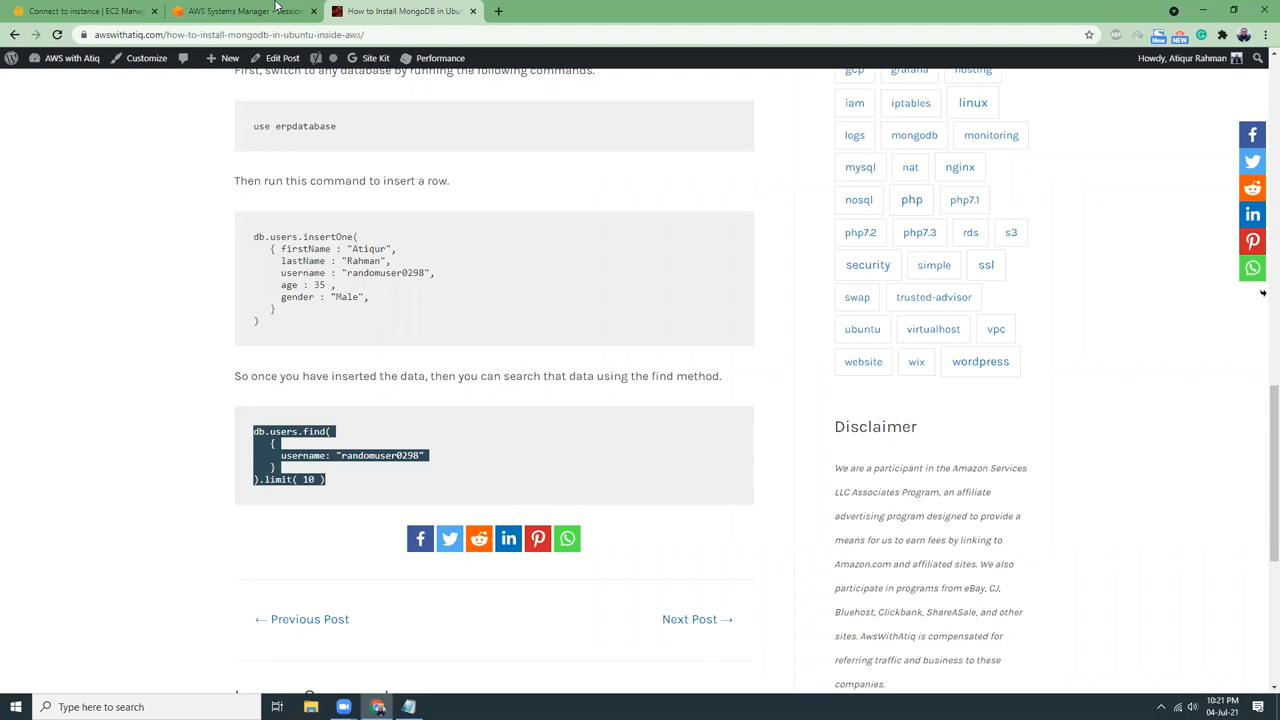 Connect to instance | EC2 Manag
AWS Systems Manager - Session
How to Install MongoDB in Ubuntu
awswithatiq.com/how-to-install-mongodb-in-ubuntu-inside-aws/
AWS with Atiq
Customize
New
Edit Post
Site Kit
Performance
Howdy, Atiqur Rahman
First, switch to any database by running the following commands.
use erpdatabase
Then run this command to insert a row.
db.users.insertOne(
{ firstName : "Atiqur",
lastName : "Rahman",
username : "randomuser0298",
age : 35 ,
gender : "Male",
}
)
So once you have inserted the data, then you can search that data using the find method.
db.users.find(
{
username: "randomuser0298"
}
).limit( 10 )
← Previous Post
Next Post →
gcp grafana hosting
iam iptables linux
logs mongodb monitoring
mysql nat nginx
nosql php php7.1
php7.2 php7.3 rds s3
security simple ssl
swap trusted-advisor
ubuntu virtualhost vpc
website wix wordpress
Disclaimer
We are a participant in the Amazon Services
LLC Associates Program, an affiliate
advertising program designed to provide a
means for us to earn fees by linking to
Amazon.com and affiliated sites. We also
participate in programs from eBay, CJ,
Bluehost, Clickbank, ShareASale, and other
sites. AwsWithAtiq is compensated for
referring traffic and business to these
companies.
Type here to search
10:21 PM
04-Jul-21